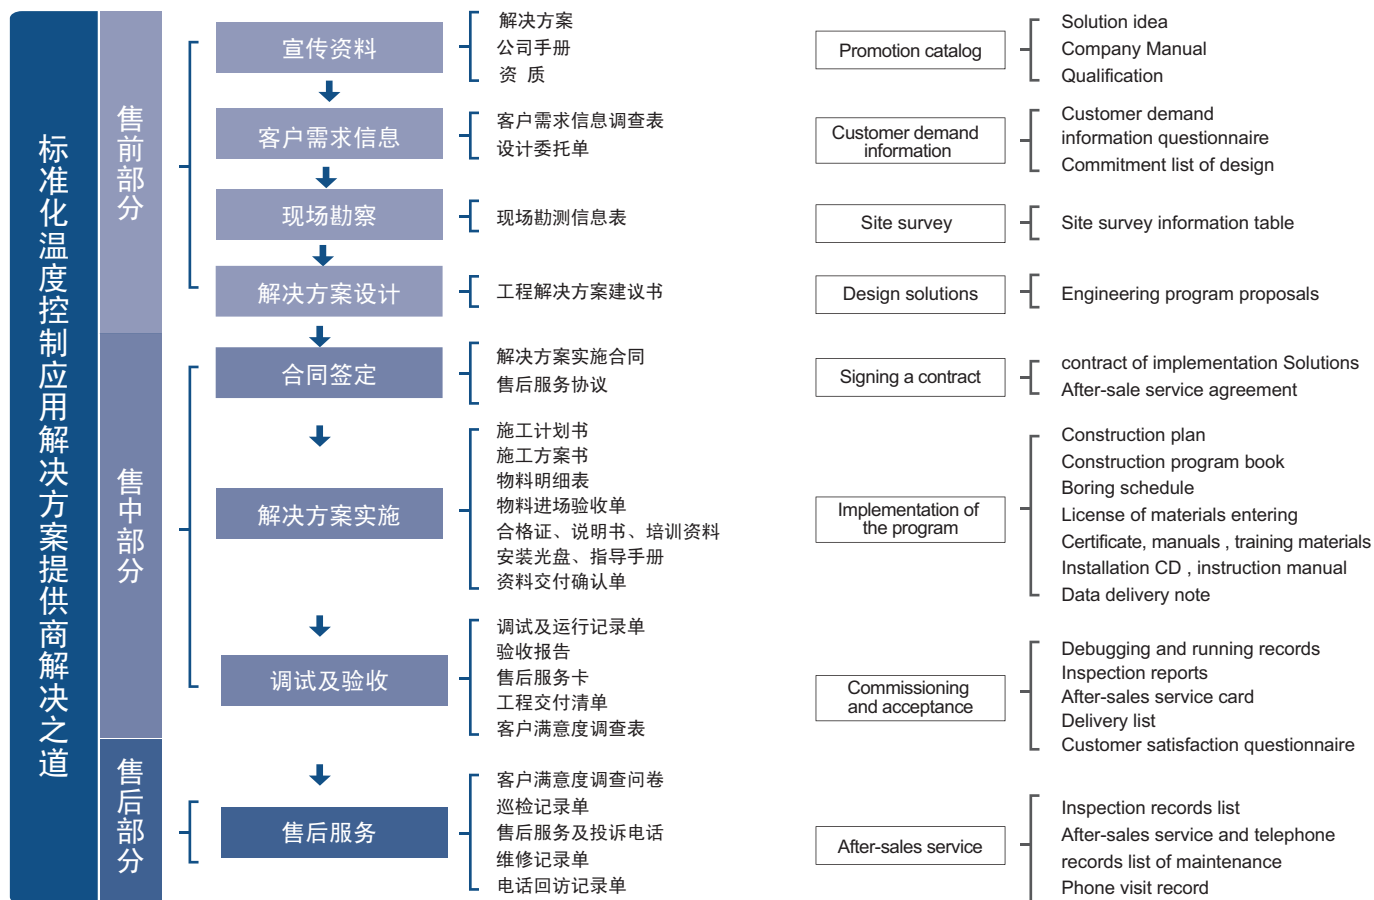 标准化温度控制应用解决方案提供商解决之道
售前部分
宣传资料
解决方案
公司手册
资 质
客户需求信息
客户需求信息调查表
设计委托单
现场勘察
现场勘测信息表
解决方案设计
工程解决方案建议书
售中部分
合同签定
解决方案实施合同
售后服务协议
解决方案实施
施工计划书
施工方案书
物料明细表
物料进场验收单
合格证、说明书、培训资料
安装光盘、指导手册
资料交付确认单
调试及验收
调试及运行记录单
验收报告
售后服务卡
工程交付清单
客户满意度调查表
售后部分
售后服务
客户满意度调查问卷
巡检记录单
售后服务及投诉电话
维修记录单
电话回访记录单
Promotion catalog
Solution idea
Company Manual
Qualification
Customer demand
information
Customer demand
information questionnaire
Commitment list of design
Site survey
Site survey information table
Design solutions
Engineering program proposals
Signing a contract
contract of implementation Solutions
After-sale service agreement
Implementation of
the program
Construction plan
Construction program book
Boring schedule
License of materials entering
Certificate, manuals , training materials
Installation CD , instruction manual
Data delivery note
Commissioning
and acceptance
Debugging and running records
Inspection reports
After-sales service card
Delivery list
Customer satisfaction questionnaire
After-sales service
Inspection records list
After-sales service and telephone
records list of maintenance
Phone visit record